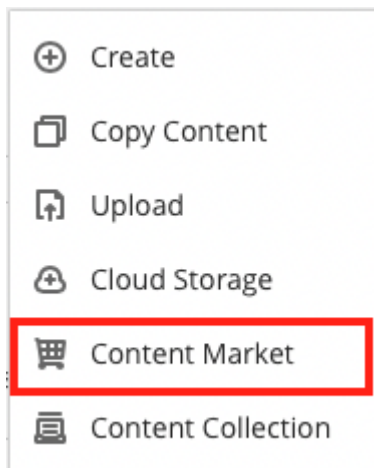 Create
Copy Content
Upload
Cloud Storage
Content Market
Content Collection